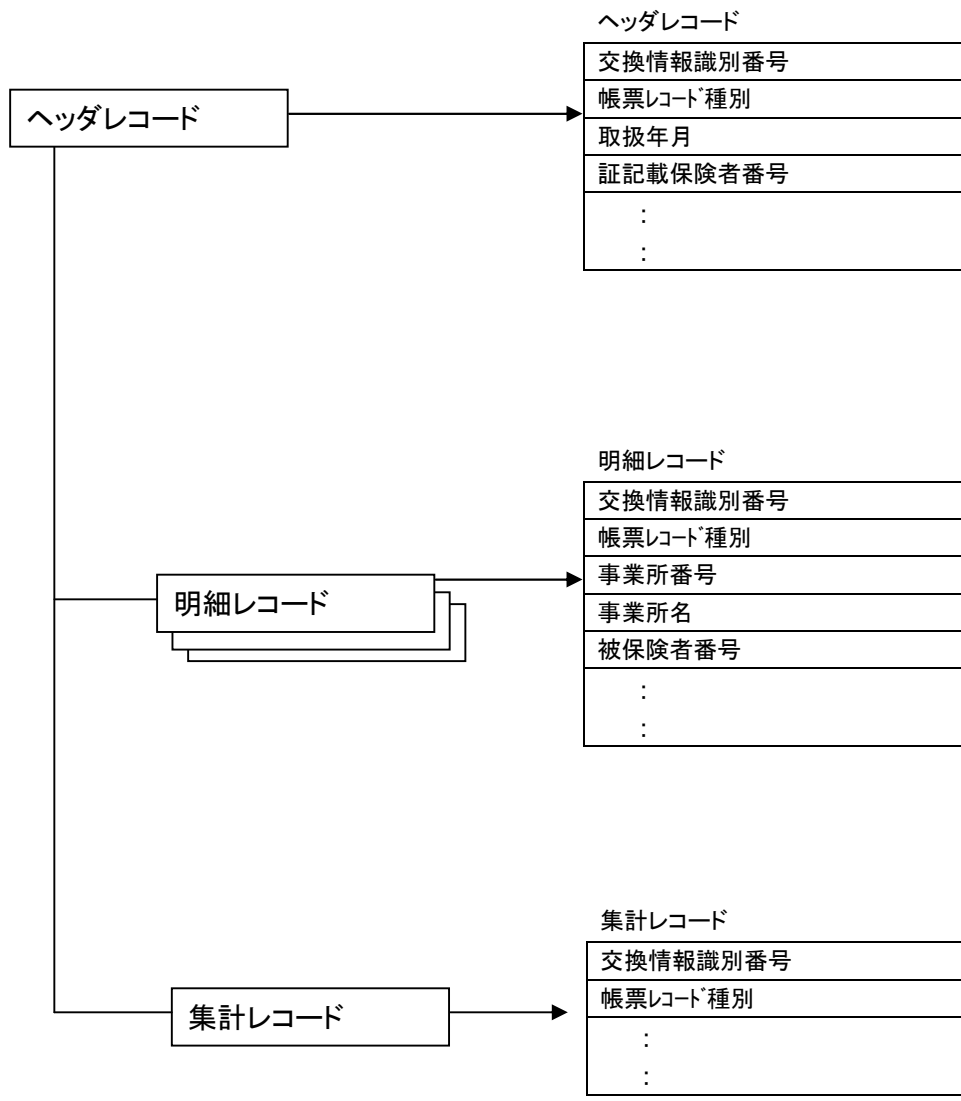 ヘッダレコード
ヘッダレコード
交換情報識別番号
帳票ﾚｺｰﾄﾞ種別
取扱年月
証記載保険者番号
:
:
明細レコード
明細レコード
交換情報識別番号
帳票ﾚｺｰﾄﾞ種別
事業所番号
事業所名
被保険者番号
:
:
集計レコード
集計レコード
交換情報識別番号
帳票ﾚｺｰﾄﾞ種別
:
: